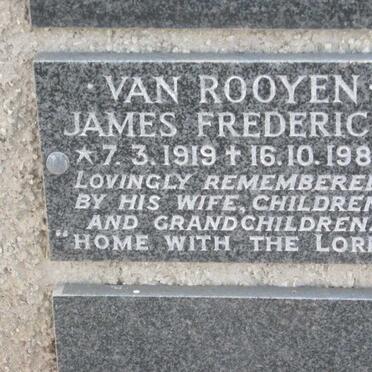 · VAN ROOYEN ·
JAMES FREDERIC
* 7.3.1919 † 16.10.198
LOVINGLY REMEMBERED
BY HIS WIFE, CHILDREN
AND GRANDCHILDREN.
"HOME WITH THE LOR